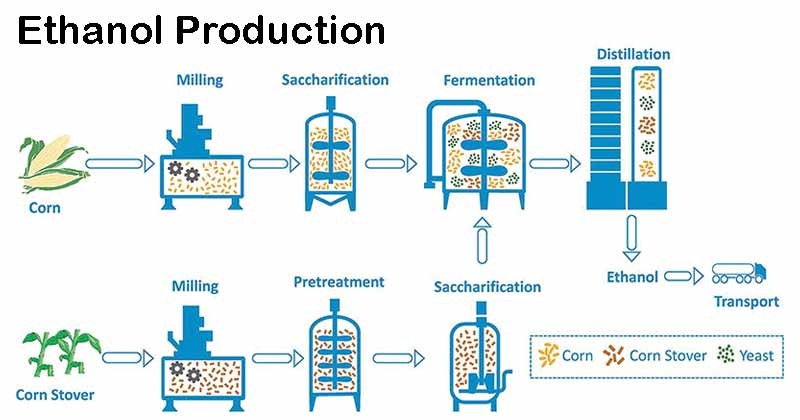 Ethanol Production
Distillation
Milling
Saccharification
Fermentation
Corn
Ethanol
Transport
Milling
Pretreatment
Saccharification
Corn Stover
Corn
Corn Stover
Yeast